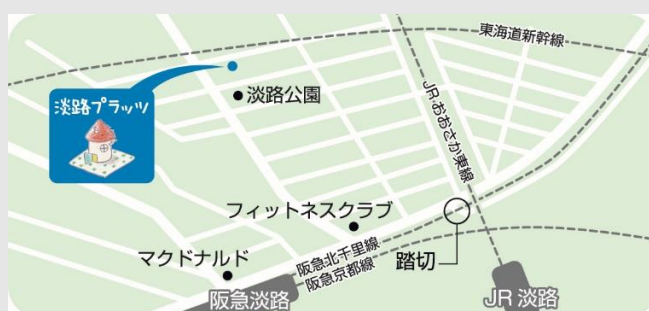 東海道新幹線
淡路プラッツ
淡路公園
JRおおさか東線
フィットネスクラブ
マクドナルド
阪急北千里線
阪急京都線
踏切
阪急淡路
JR 淡路